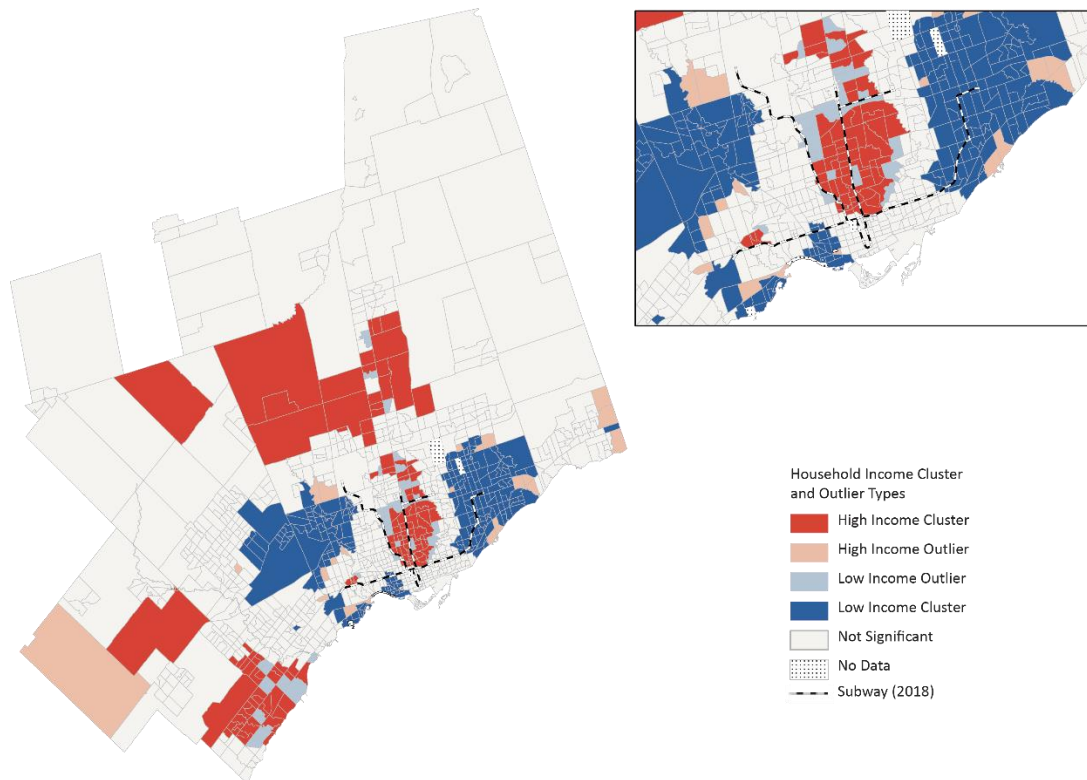 Household Income Cluster
and Outlier Types
High Income Cluster
High Income Outlier
Low Income Outlier
Low Income Cluster
Not Significant
No Data
Subway (2018)